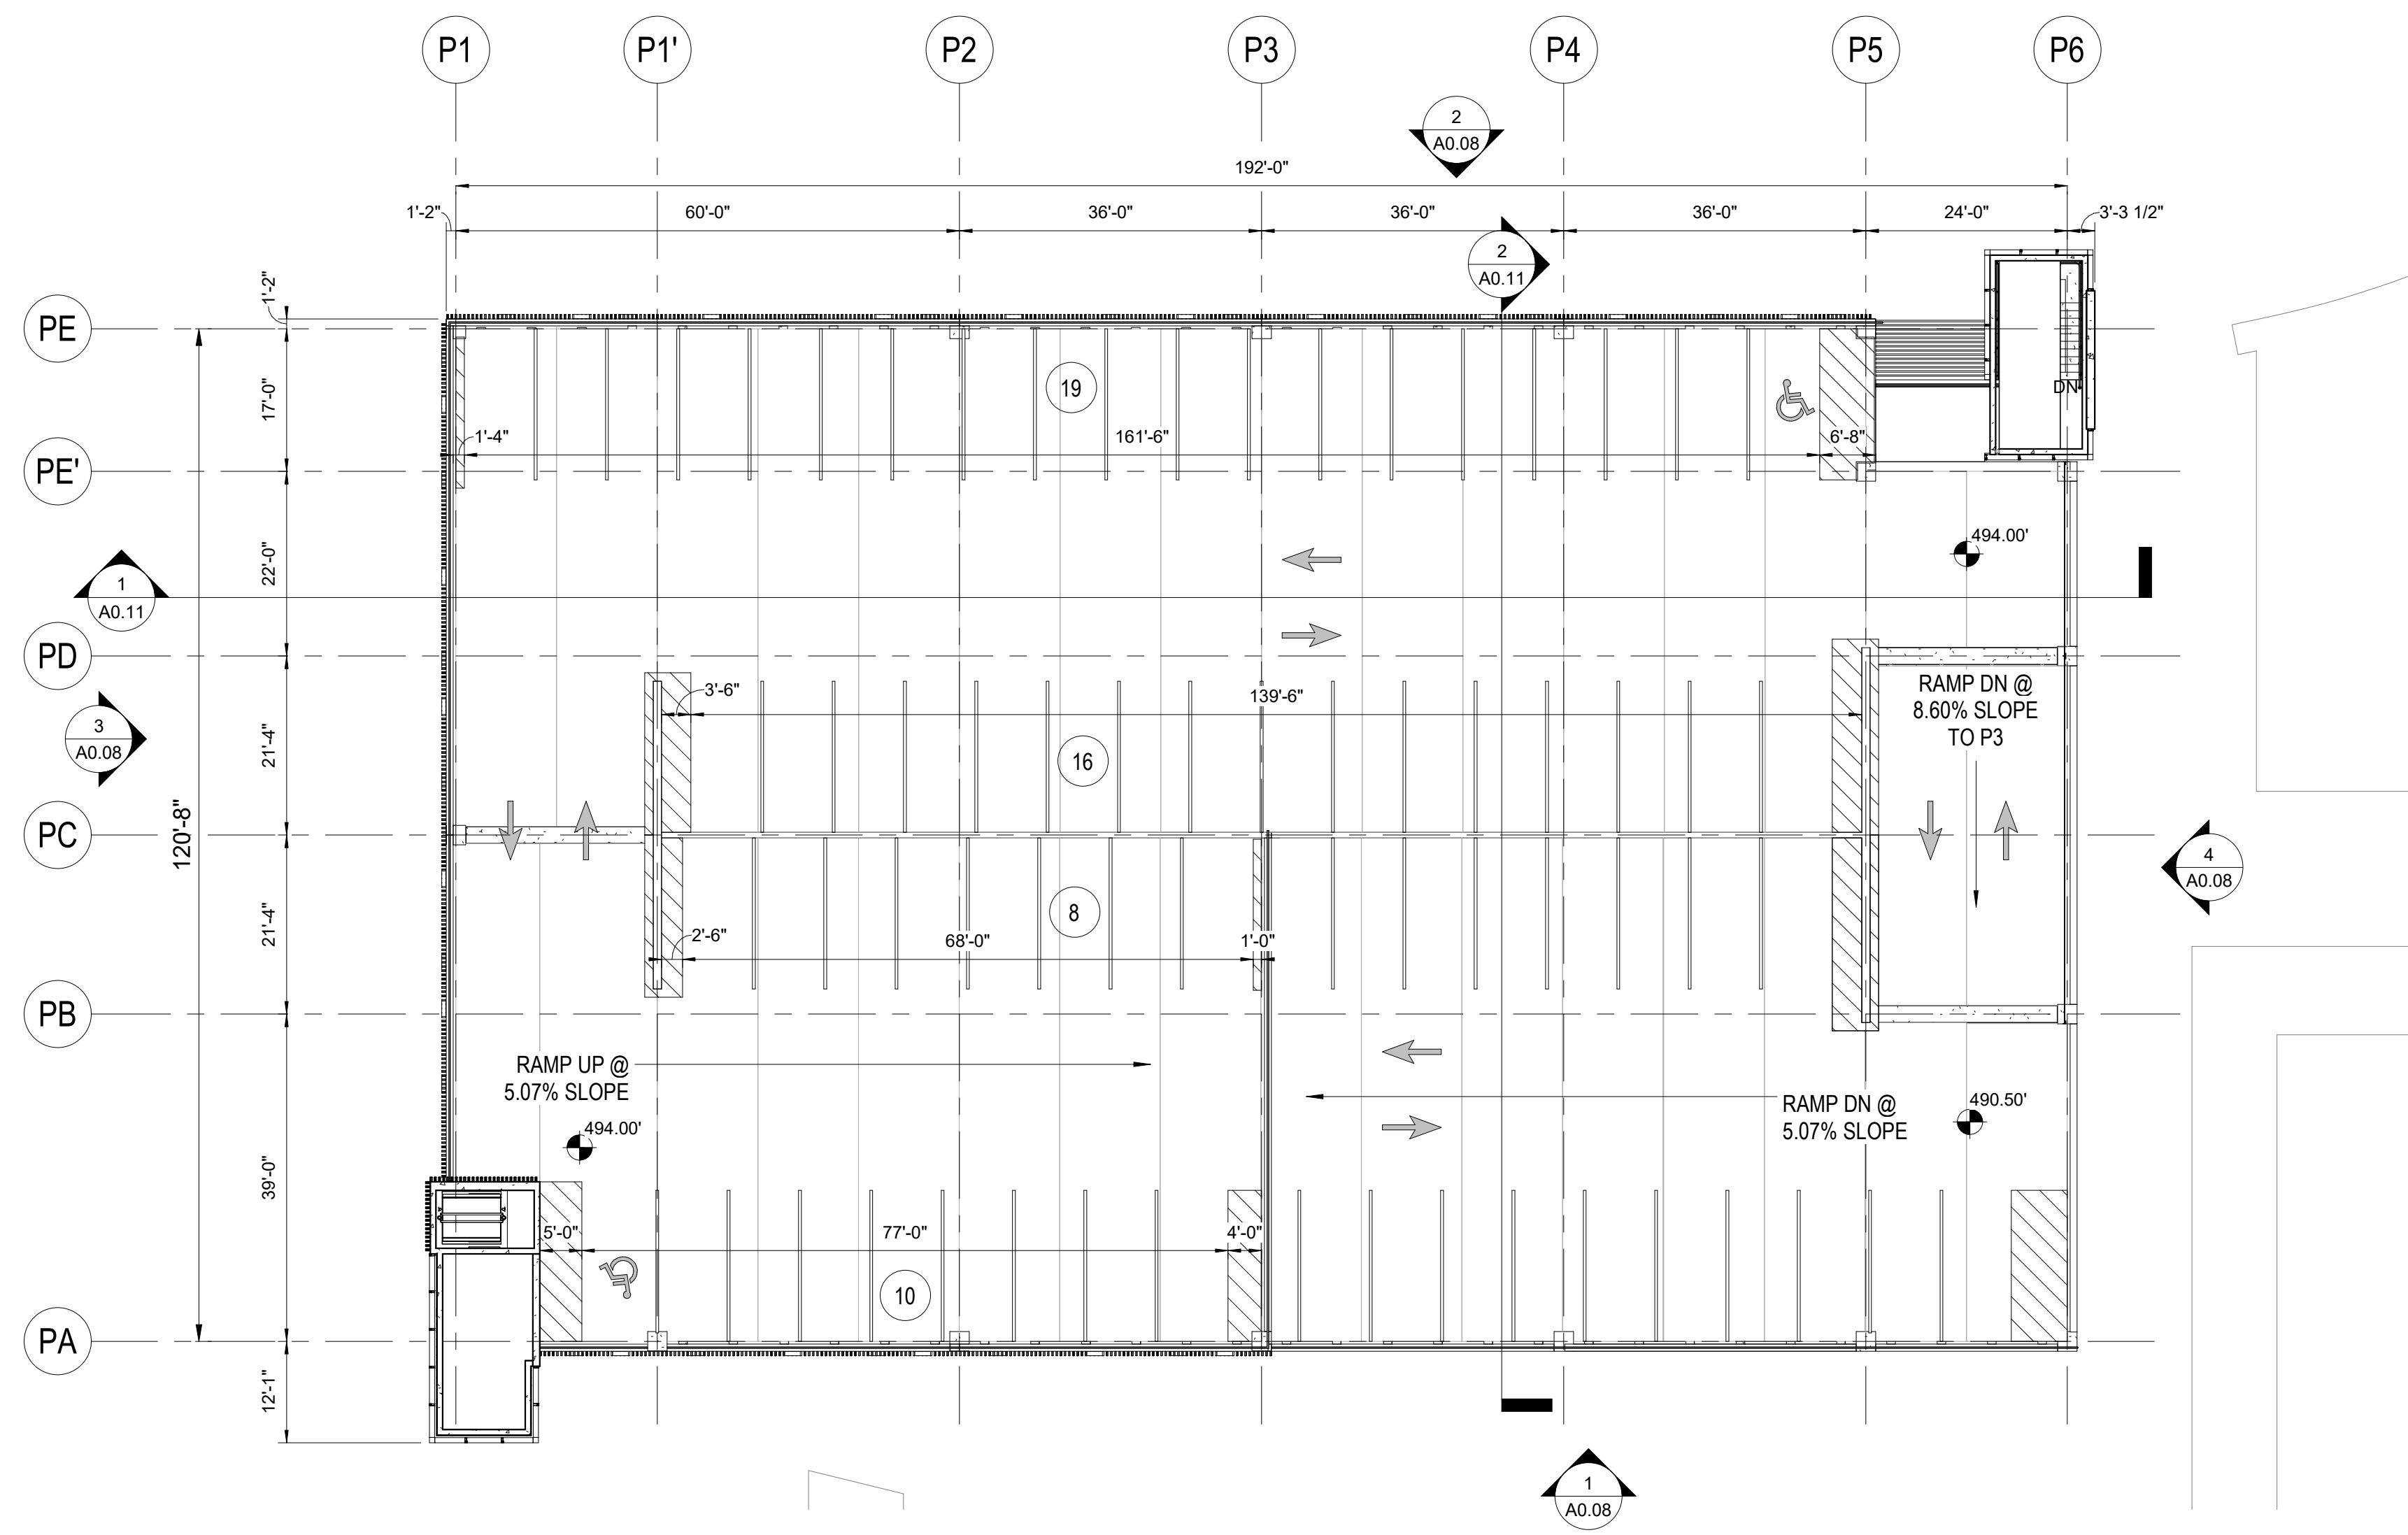 P1
P1'
P2
P3
P4
P5
P6
2
A0.08
192'-0"
1'-2"
60'-0"
36'-0"
36'-0"
36'-0"
24'-0"
3'-3 1/2"
2
A0.11
1'-2"
PE
DN
19
17'-0"
1'-4"
161'-6"
6'-8"
PE'
22'-0"
494.00'
1
A0.11
PD
3'-6"
139'-6"
RAMP DN @
8.60% SLOPE
TO P3
3
A0.08
21'-4"
16
120'-8"
PC
4
A0.08
21'-4"
8
2'-6"
68'-0"
1'-0"
PB
RAMP UP @
5.07% SLOPE
RAMP DN @
5.07% SLOPE
490.50'
494.00'
39'-0"
5'-0"
77'-0"
4'-0"
10
PA
12'-1"
1
A0.08